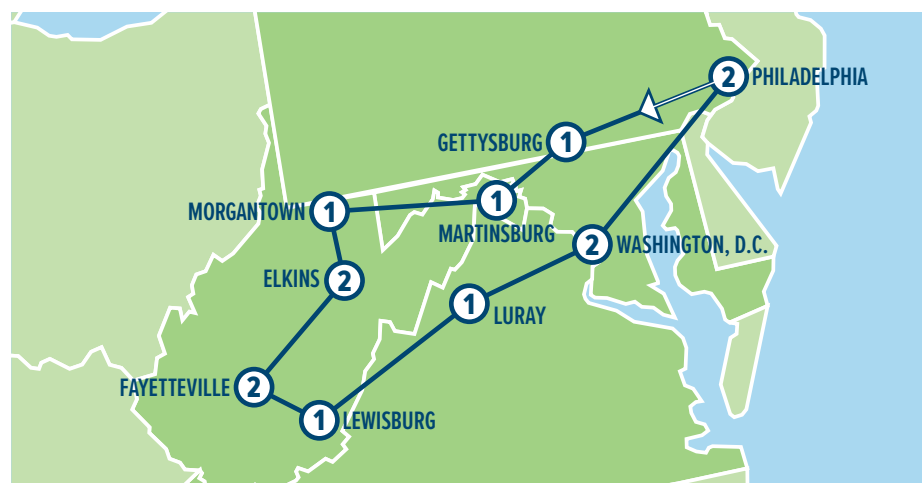 2 PHILADELPHIA
GETTYSBURG 1
MORGANTOWN 1
1
MARTINSBURG
2 WASHINGTON, D.C.
ELKINS 2
1 LURAY
FAYETTEVILLE 2
1 LEWISBURG